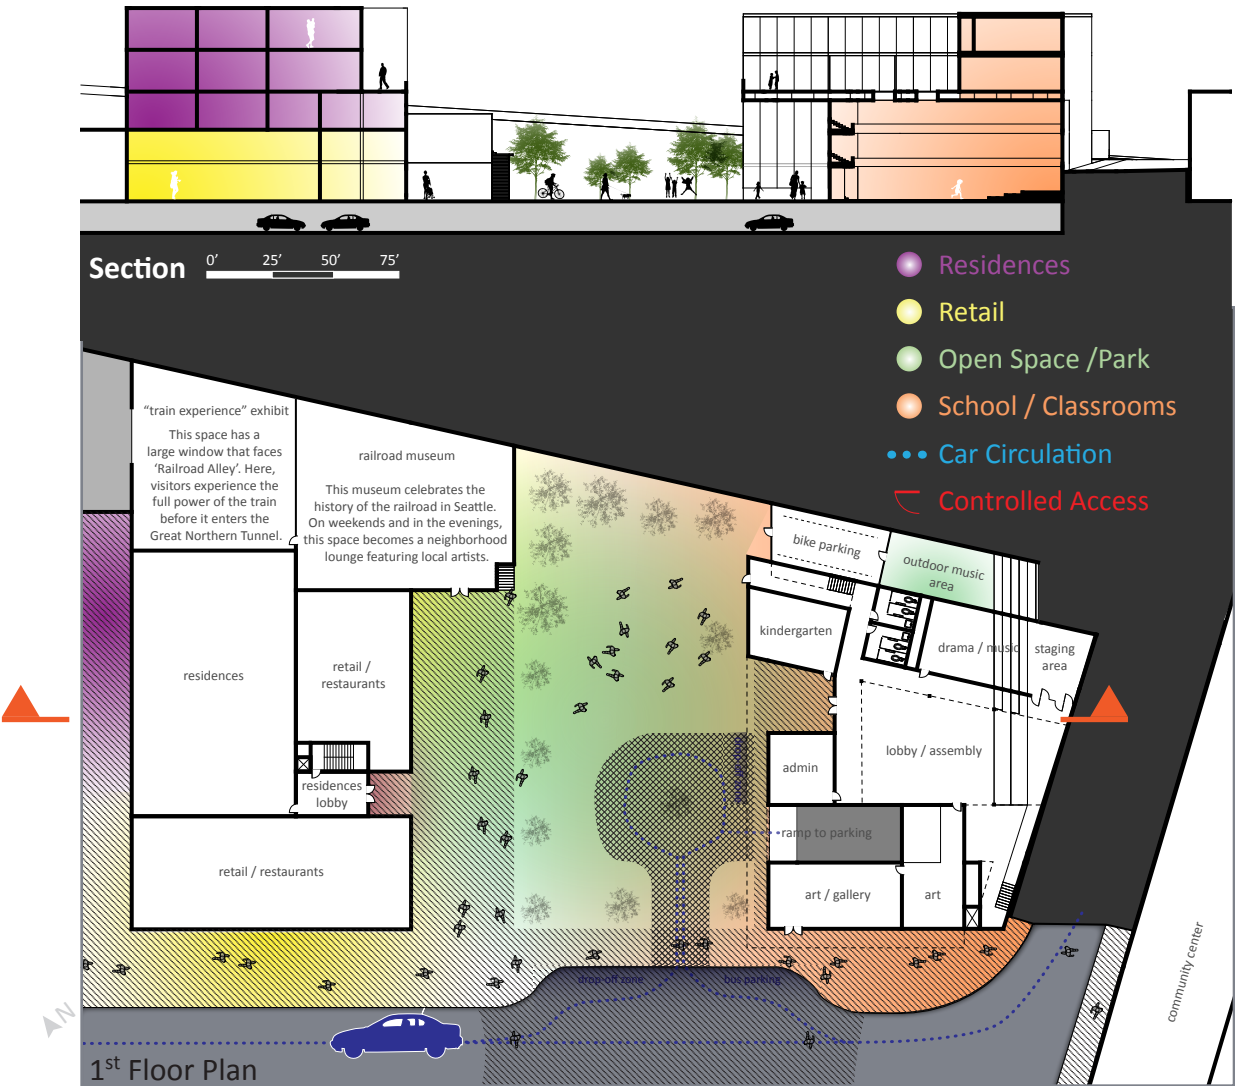 Section
0’ 25’ 50’ 75’
Residences
Retail
Open Space /Park
School / Classrooms
Car Circulation
Controlled Access
“train experience” exhibit
This space has a
large window that faces
‘Railroad Alley’. Here,
visitors experience the
full power of the train
before it enters the
Great Northern Tunnel.
railroad museum
This museum celebrates the
history of the railroad in Seattle.
On weekends and in the evenings,
this space becomes a neighborhood
lounge featuring local artists.
bike parking
outdoor music
area
kindergarten
drama / music
staging
area
residences
retail /
restaurants
lobby / assembly
admin
residences
lobby
ramp to parking
retail / restaurants
art / gallery
art
drop-off zone
bus parking
community center
N
1st Floor Plan